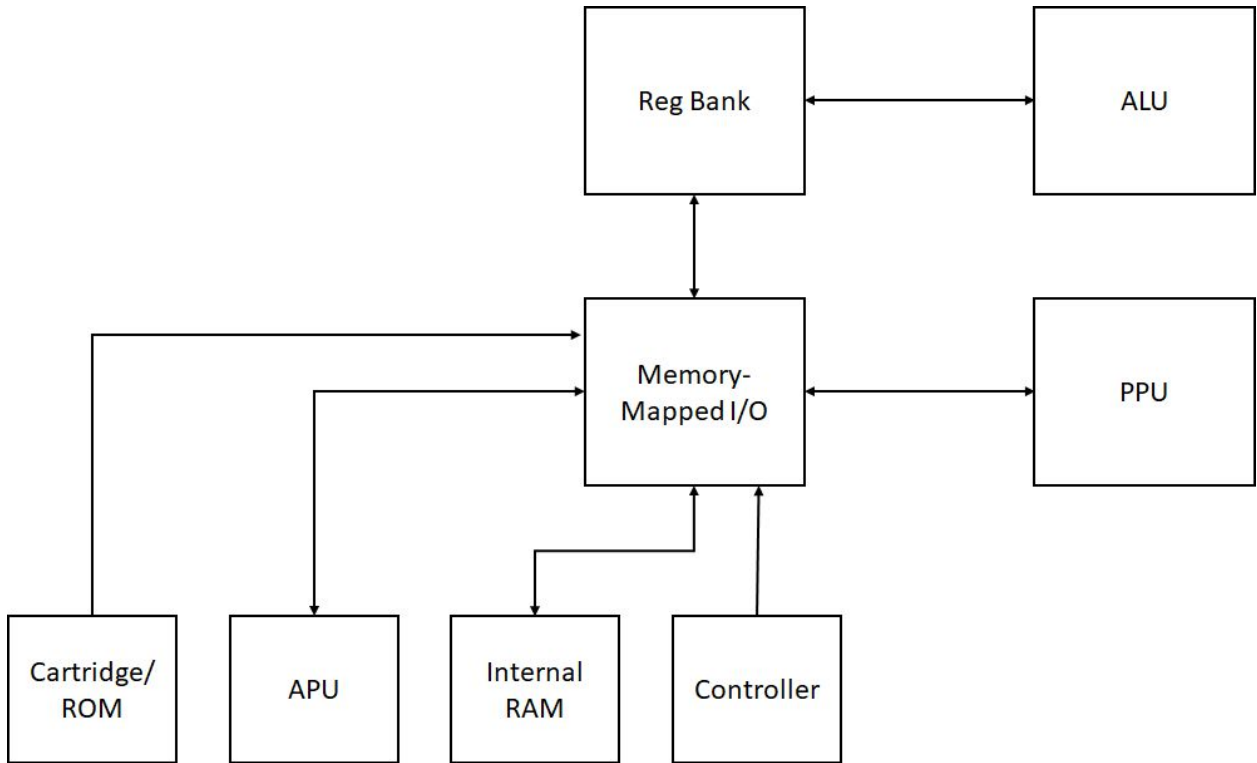 Reg Bank
ALU
Memory-
Mapped I/O
PPU
Cartridge/
ROM
APU
Internal
RAM
Controller